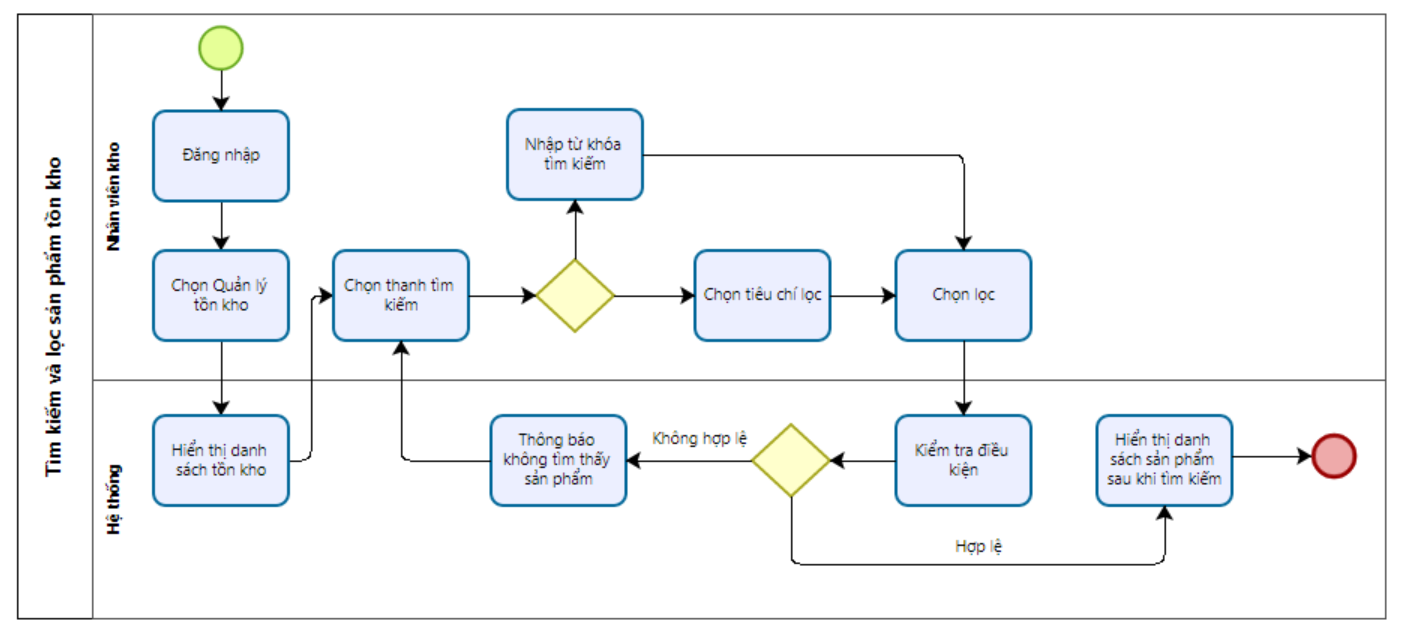 Tìm kiếm và lọc sản phẩm tồn kho
Nhân viên kho
Đăng nhập
Nhập từ khóa
tìm kiếm
Chọn Quản lý
tồn kho
Chọn thanh tìm
kiếm
Chọn tiêu chí lọc
Chọn lọc
Hệ thống
Hiển thị danh
sách tồn kho
Thông báo
không tìm thấy
sản phẩm
Không hợp lệ
Kiểm tra điều
kiện
Hiển thị danh
sách sản phẩm
sau khi tìm kiếm
Hợp lệ